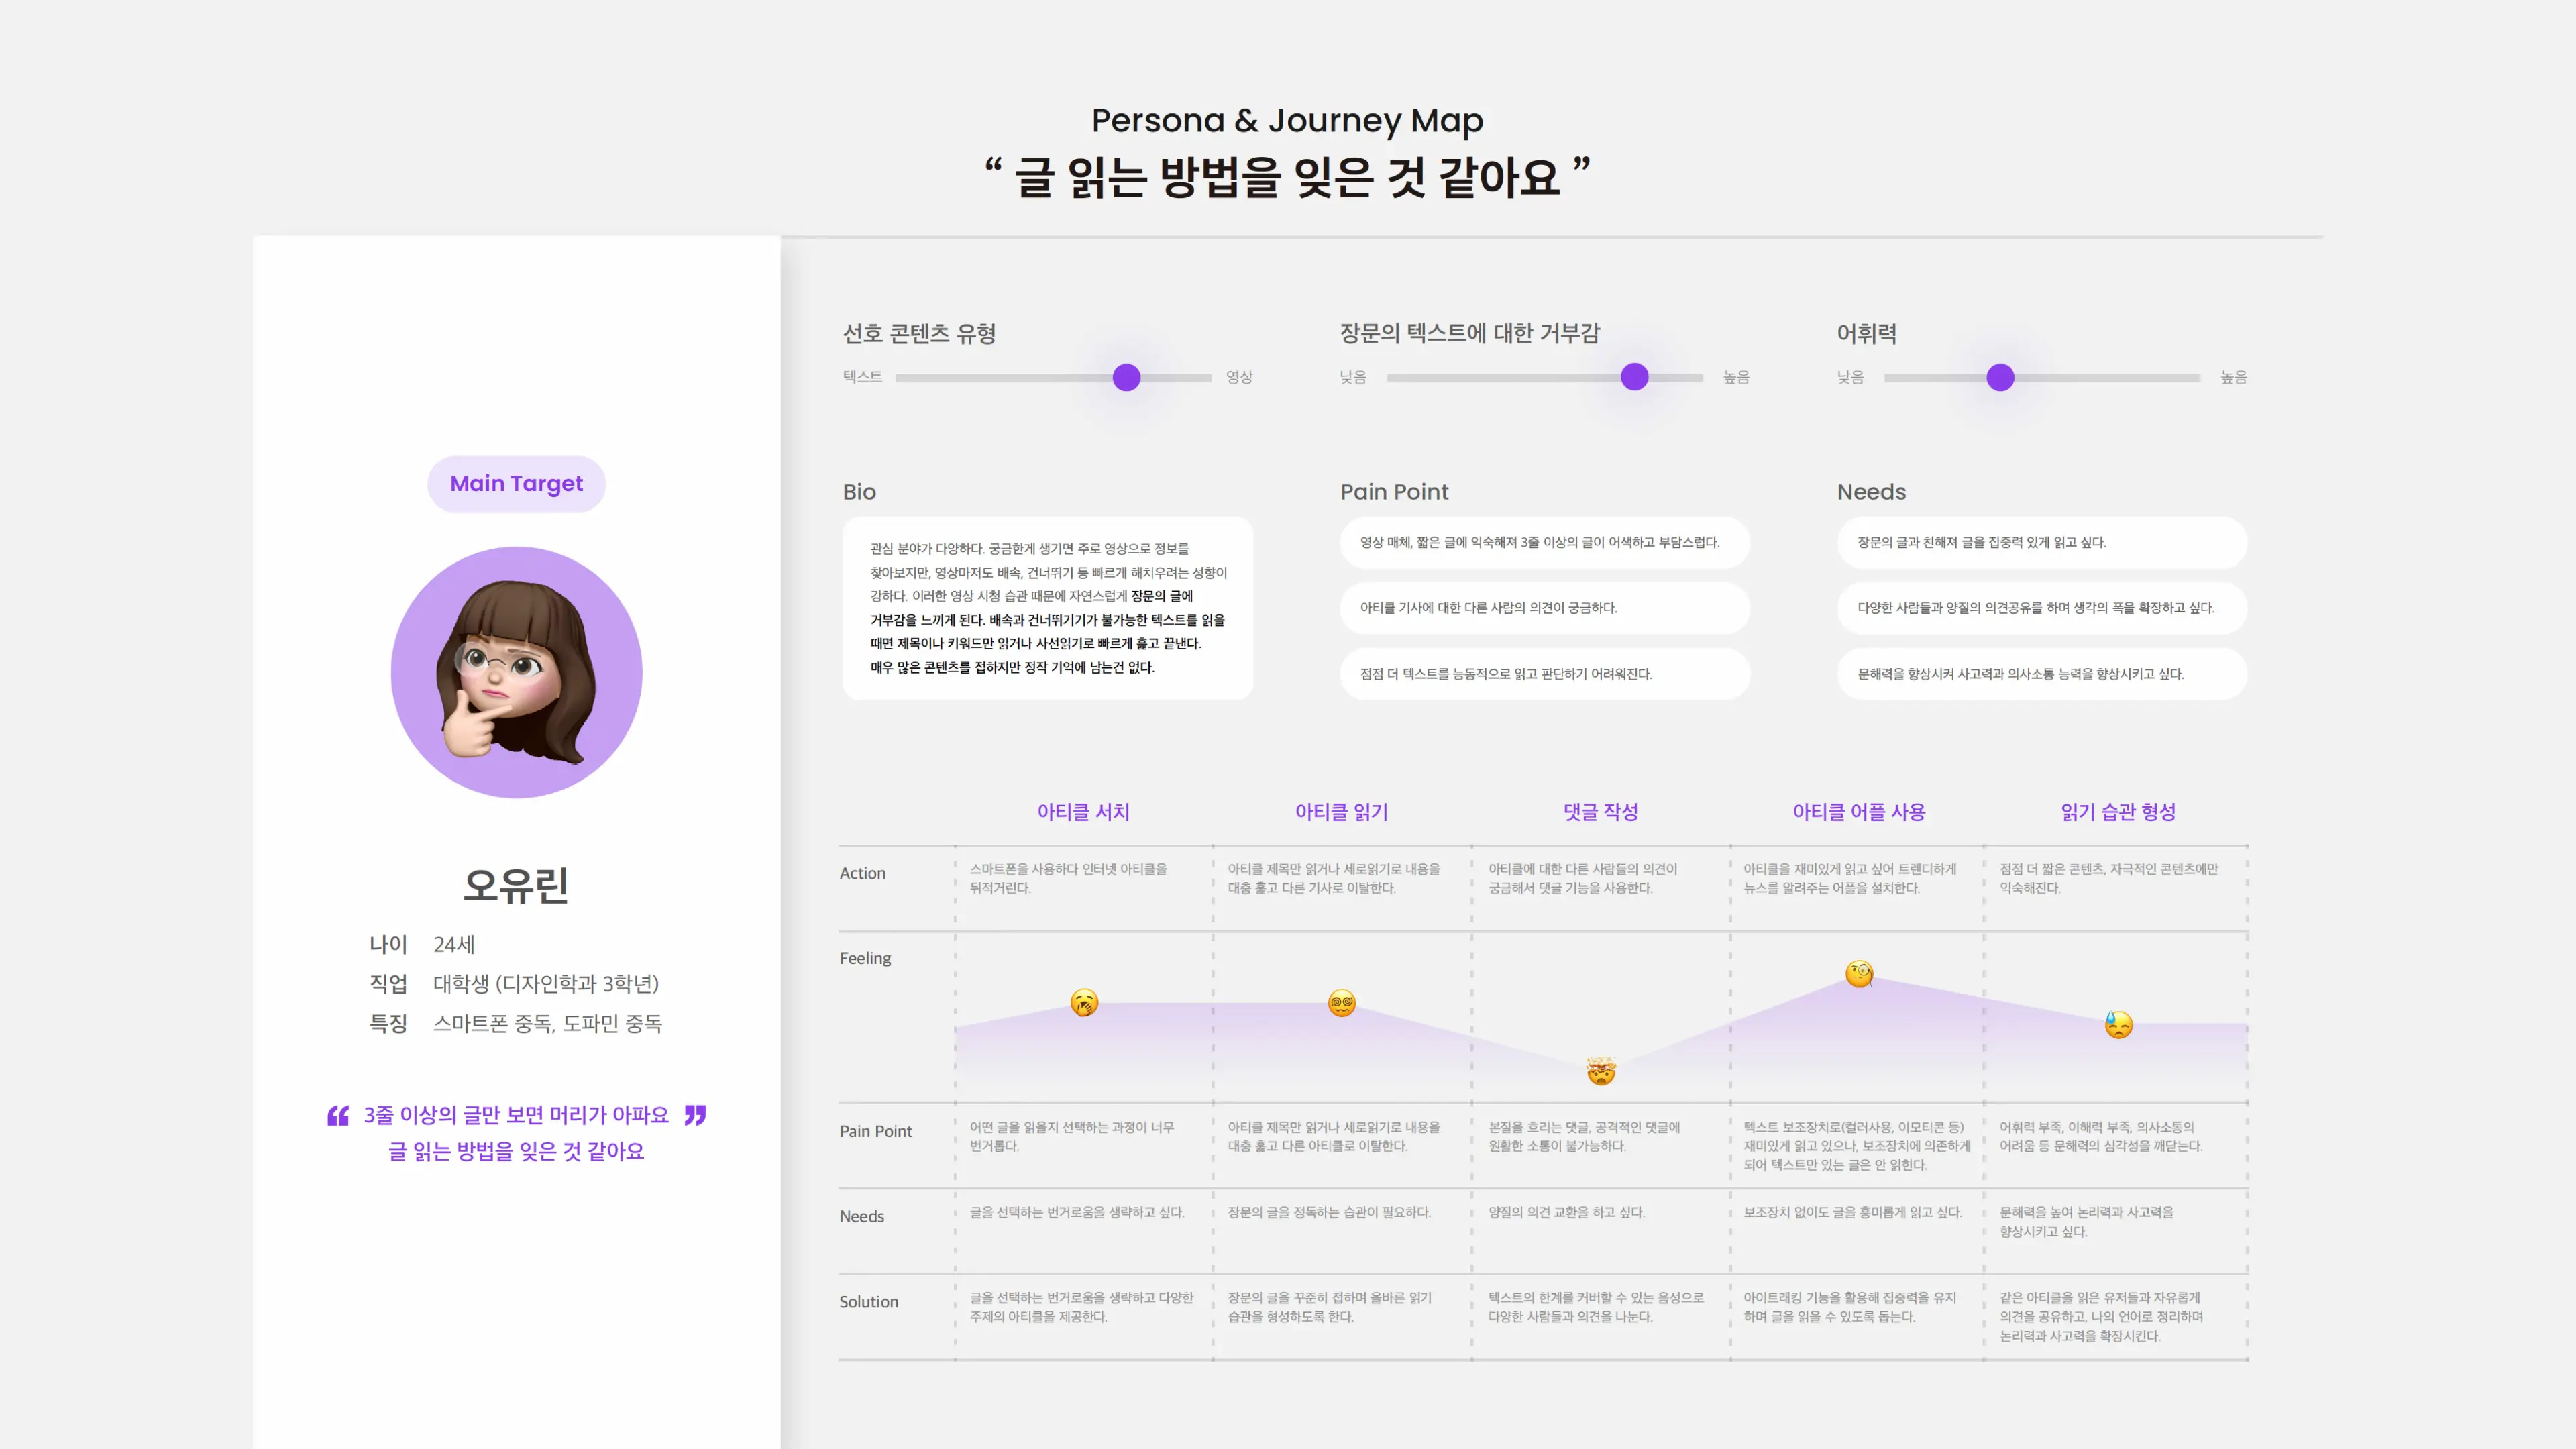 Persona & Journey Map
“ 글 읽는 방법을 잊은 것 같아요 ”
Main Target
오유린
나이 24세
직업 대학생 (디자인학과 3학년)
특징 스마트폰 중독, 도파민 중독
“ 3줄 이상의 글만 보면 머리가 아파요 ”
글 읽는 방법을 잊은 것 같아요
선호 콘텐츠 유형
텍스트 영상
장문의 텍스트에 대한 거부감
낮음 높음
어휘력
낮음 높음
Bio
관심 분야가 다양하다. 궁금한게 생기면 주로 영상으로 정보를
찾아보지만, 영상마저도 배속, 건너뛰기 등 빠르게 해치우려는 성향이
강하다. 이러한 영상 시청 습관 때문에 자연스럽게 장문의 글에
거부감을 느끼게 된다. 배속과 건너뛰기기가 불가능한 텍스트를 읽을
때면 제목이나 키워드만 읽거나 사선읽기로 빠르게 훑고 끝낸다.
매우 많은 콘텐츠를 접하지만 정작 기억에 남는건 없다.
Pain Point
영상 매체, 짧은 글에 익숙해져 3줄 이상의 글이 어색하고 부담스럽다.
아티클 기사에 대한 다른 사람의 의견이 궁금하다.
점점 더 텍스트를 능동적으로 읽고 판단하기 어려워진다.
Needs
장문의 글과 친해져 글을 집중력 있게 읽고 싶다.
다양한 사람들과 양질의 의견공유를 하며 생각의 폭을 확장하고 싶다.
문해력을 향상시켜 사고력과 의사소통 능력을 향상시키고 싶다.
아티클 서치
아티클 읽기
댓글 작성
아티클 어플 사용
읽기 습관 형성
Action
스마트폰을 사용하다 인터넷 아티클을
뒤적거린다.
아티클 제목만 읽거나 세로읽기로 내용을
대충 훑고 다른 기사로 이탈한다.
아티클에 대한 다른 사람들의 의견이
궁금해서 댓글 기능을 사용한다.
아티클을 재미있게 읽고 싶어 트렌디하게
뉴스를 알려주는 어플을 설치한다.
점점 더 짧은 콘텐츠, 자극적인 콘텐츠에만
익숙해진다.
Feeling
Pain Point
어떤 글을 읽을지 선택하는 과정이 너무
번거롭다.
아티클 제목만 읽거나 세로읽기로 내용을
대충 훑고 다른 아티클로 이탈한다.
본질을 흐리는 댓글, 공격적인 댓글에
원활한 소통이 불가능하다.
텍스트 보조장치로(컬러사용, 이모티콘 등)
재미있게 읽고 있으나, 보조장치에 의존하게
되어 텍스트만 있는 글은 안 읽힌다.
어휘력 부족, 이해력 부족, 의사소통의
어려움 등 문해력의 심각성을 깨닫는다.
Needs
글을 선택하는 번거로움을 생략하고 싶다.
장문의 글을 정독하는 습관이 필요하다.
양질의 의견 교환을 하고 싶다.
보조장치 없이도 글을 흥미롭게 읽고 싶다.
문해력을 높여 논리력과 사고력을
향상시키고 싶다.
Solution
글을 선택하는 번거로움을 생략하고 다양한
주제의 아티클을 제공한다.
장문의 글을 꾸준히 접하며 올바른 읽기
습관을 형성하도록 한다.
텍스트의 한계를 커버할 수 있는 음성으로
다양한 사람들과 의견을 나눈다.
아이트래킹 기능을 활용해 집중력을 유지
하며 글을 읽을 수 있도록 돕는다.
같은 아티클을 읽은 유저들과 자유롭게
의견을 공유하고, 나의 언어로 정리하며
논리력과 사고력을 확장시킨다.